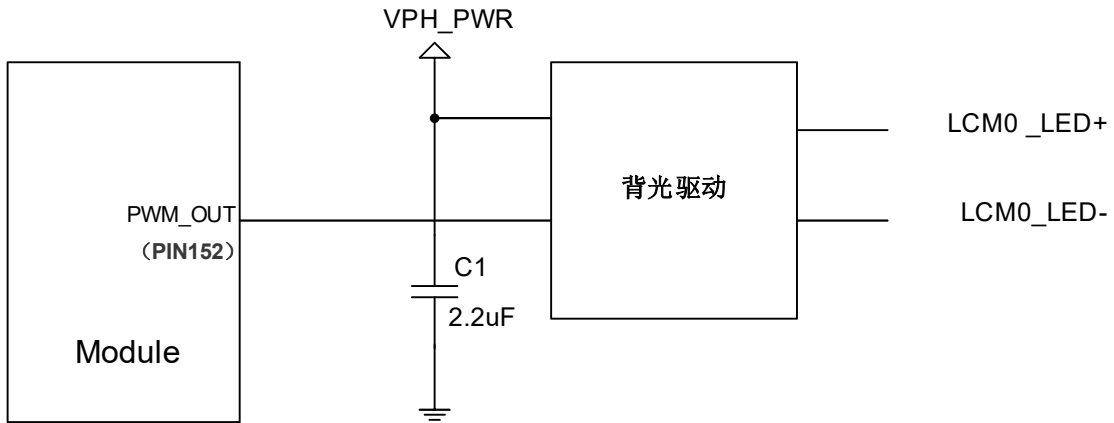 VPH_PWR
LCM0 _LED+
背光驱动
PWM_OUT
LCM0_LED-
（PIN152）
C1
2.2uF
Module